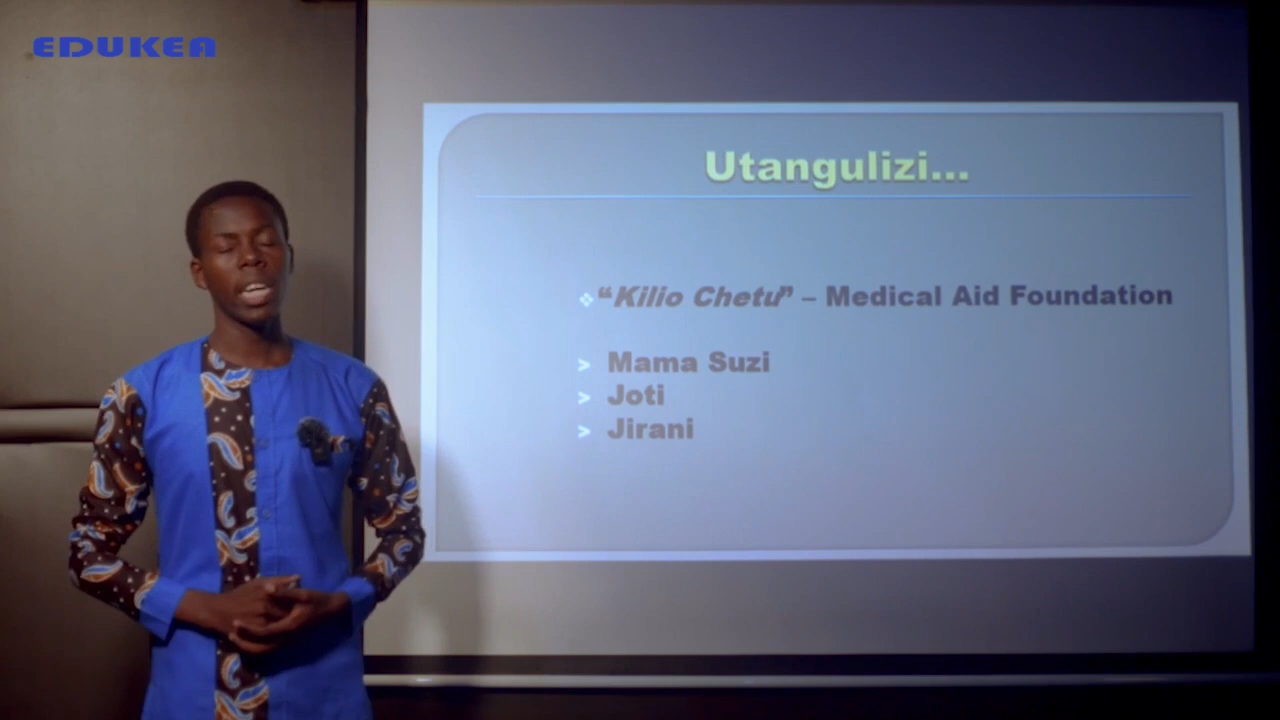 EDUKEA
Utangulizi...
❖“Kilio Chetu” – Medical Aid Foundation
> Mama Suzi
> Joti
> Jirani